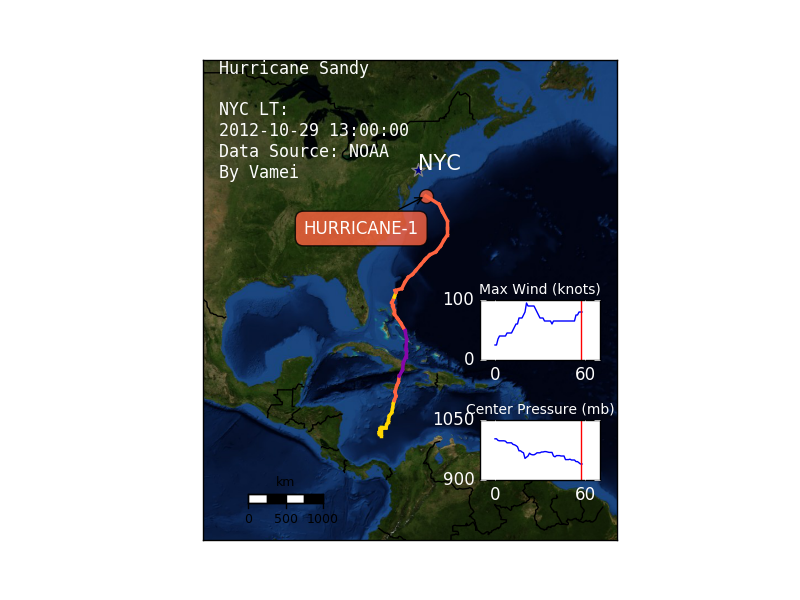 Hurricane Sandy
NYC LT:
2012-10-29 13:00:00
Data Source: NOAA
By Vamei
NYC
HURRICANE-1
Max Wind (knots)
100
0
0 60
Center Pressure (mb)
1050
900
0 60
km
0 500 1000